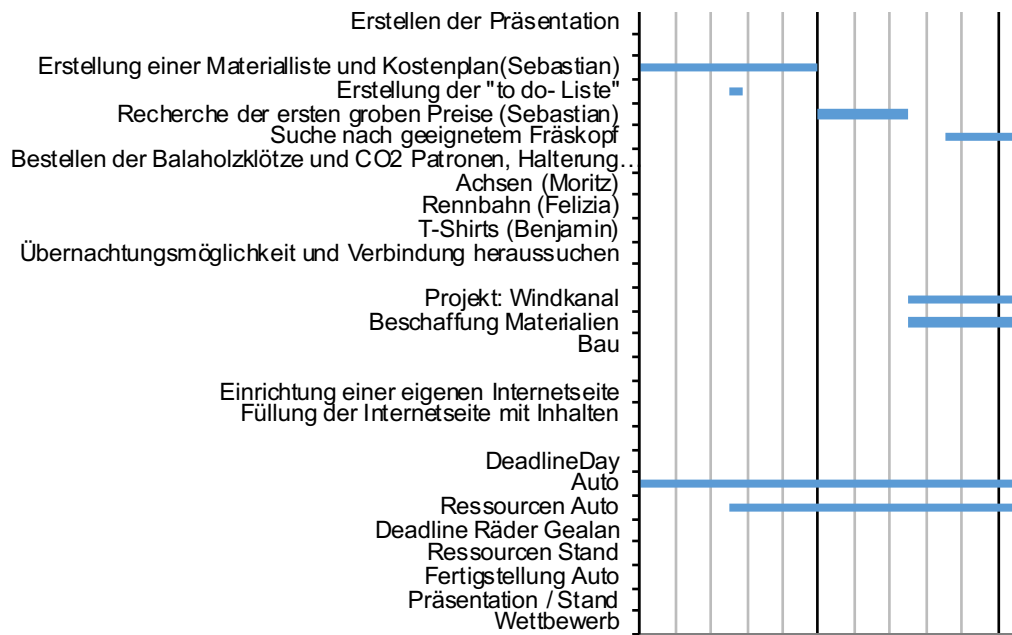 Erstellen der Präsentation
Erstellung einer Materialliste und Kostenplan(Sebastian)
Erstellung der "to do- Liste"
Recherche der ersten groben Preise (Sebastian)
Suche nach geeignetem Fräskopf
Bestellen der Balaholzklötze und CO2 Patronen, Halterung…
Achsen (Moritz)
Rennbahn (Felizia)
T-Shirts (Benjamin)
Übernachtungsmöglichkeit und Verbindung heraussuchen
Projekt: Windkanal
Beschaffung Materialien
Bau
Einrichtung einer eigenen Internetseite
Füllung der Internetseite mit Inhalten
DeadlineDay
Auto
Ressourcen Auto
Deadline Räder Gealan
Ressourcen Stand
Fertigstellung Auto
Präsentation / Stand
Wettbewerb